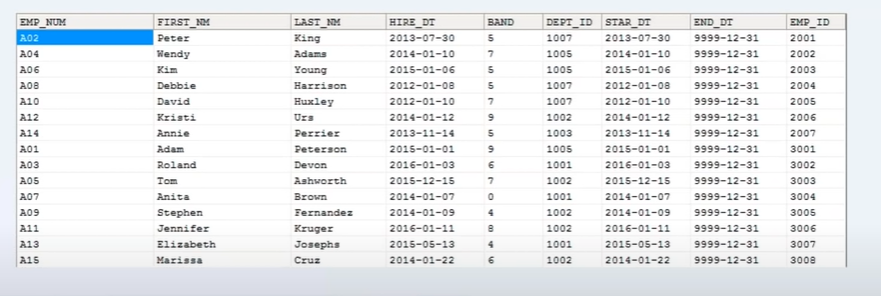 EMP_NUM FIRST_NM LAST_NM HIRE_DT BAND DEPT_ID STAR_DT END_DT EMP_ID
A02 Peter King 2013-07-30 5 1007 2013-07-30 9999-12-31 2001
A04 Wendy Adams 2014-01-10 7 1005 2014-01-10 9999-12-31 2002
A06 Kim Young 2015-01-06 5 1005 2015-01-06 9999-12-31 2003
A08 Debbie Harrison 2012-01-08 5 1007 2012-01-08 9999-12-31 2004
A10 David Huxley 2012-01-10 7 1007 2012-01-10 9999-12-31 2005
A12 Kristi Urs 2014-01-12 9 1002 2014-01-12 9999-12-31 2006
A14 Annie Perrier 2013-11-14 5 1003 2013-11-14 9999-12-31 2007
A01 Adam Peterson 2015-01-01 9 1005 2015-01-01 9999-12-31 3001
A03 Roland Devon 2016-01-03 6 1001 2016-01-03 9999-12-31 3002
A05 Tom Ashworth 2015-12-15 7 1002 2015-12-15 9999-12-31 3003
A07 Anita Brown 2014-01-07 0 1001 2014-01-07 9999-12-31 3004
A09 Stephen Fernandez 2014-01-09 4 1002 2014-01-09 9999-12-31 3005
A11 Jennifer Kruger 2016-01-11 8 1002 2016-01-11 9999-12-31 3006
A13 Elizabeth Josephs 2015-05-13 4 1001 2015-05-13 9999-12-31 3007
A15 Marissa Cruz 2014-01-22 6 1002 2014-01-22 9999-12-31 3008